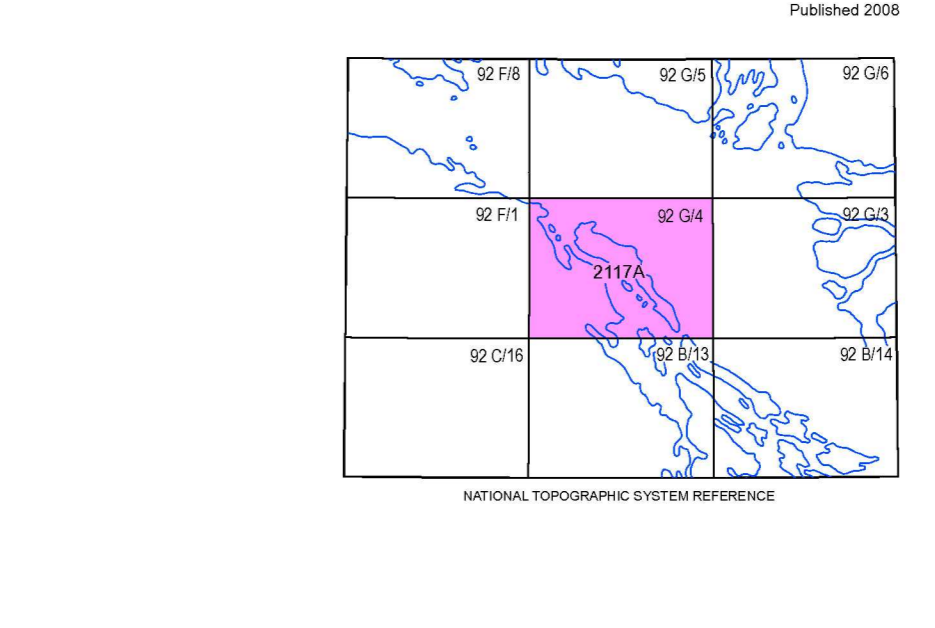 Published 2008
92 F/8
92 G/5
92 G/6
92 F/1
92 G/4
92 G/3
2117A
92 C/16
92 B/13
92 B/14
NATIONAL TOPOGRAPHIC SYSTEM REFERENCE